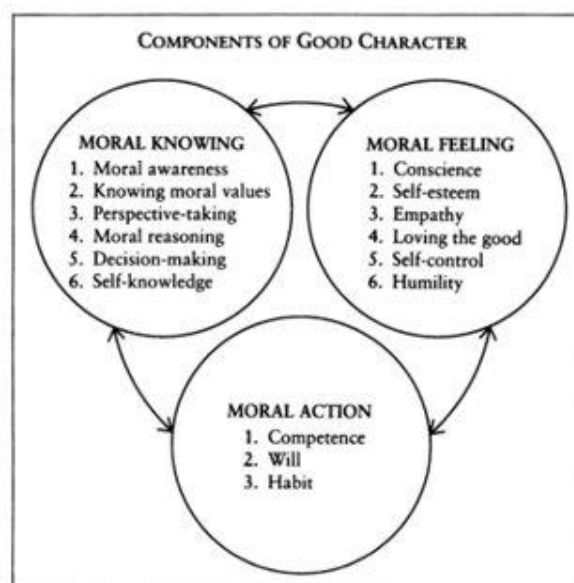 COMPONENTS OF GOOD CHARACTER
MORAL KNOWING
1. Moral awareness
2. Knowing moral values
3. Perspective-taking
4. Moral reasoning
5. Decision-making
6. Self-knowledge
MORAL FEELING
1. Conscience
2. Self-esteem
3. Empathy
4. Loving the good
5. Self-control
6. Humility
MORAL ACTION
1. Competence
2. Will
3. Habit